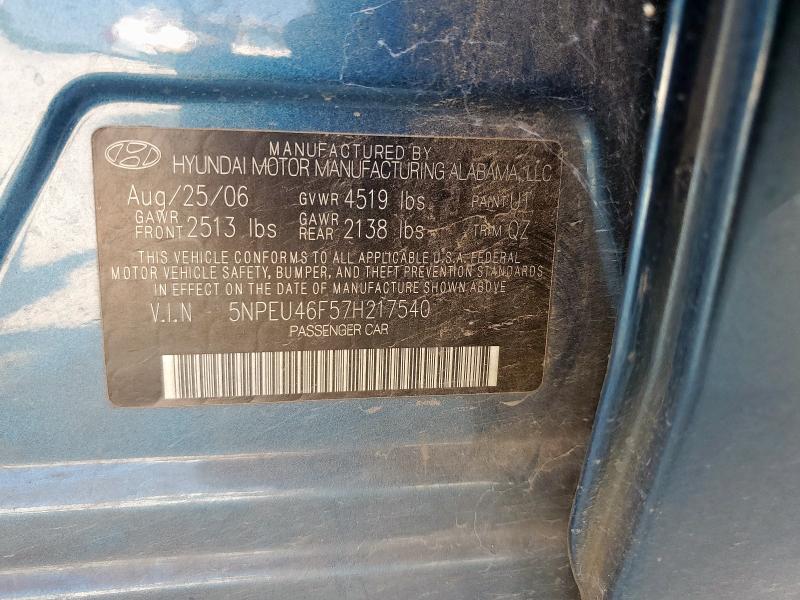 MANUFACTURED BY
HYUNDAI MOTOR MANUFACTURING ALABAMA, LLC
Aug/25/06 GVWR 4519 lbs PAINT UT
GAWR FRONT 2513 lbs GAWR REAR 2138 lbs TRIM QZ
THIS VEHICLE CONFORMS TO ALL APPLICABLE U.S.A. FEDERAL
MOTOR VEHICLE SAFETY, BUMPER, AND THEFT PREVENTION STANDARDS
IN EFFECT ON THE DATE OF MANUFACTURE SHOWN ABOVE.
V.I.N 5NPEU46F57H217540
PASSENGER CAR